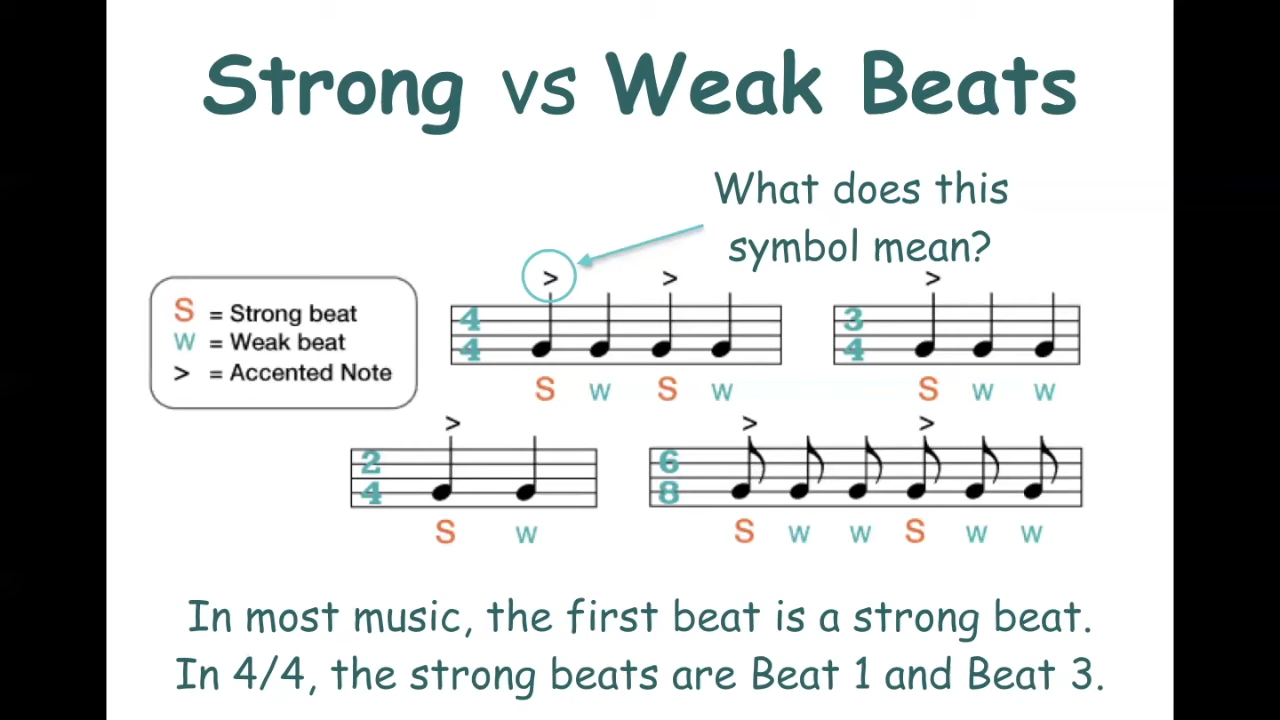 Strong vs Weak Beats
What does this
symbol mean?
S = Strong beat
w = Weak beat
> = Accented Note
> >
4
4
S w S w
>
3
4
S w w
>
2
4
S w
> >
6
8
S w w S w w
In most music, the first beat is a strong beat.
In 4/4, the strong beats are Beat 1 and Beat 3.